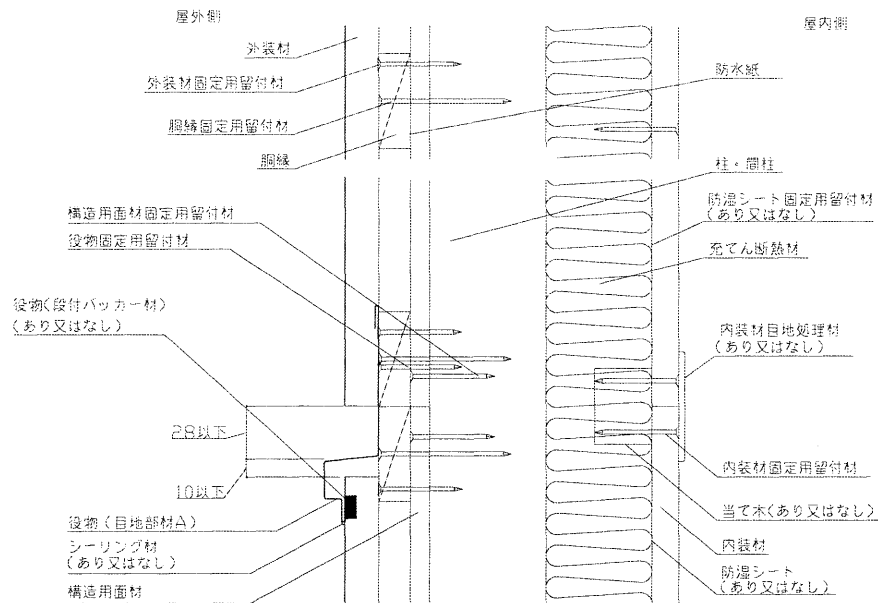 屋外側
屋内側
外装材
外装材固定用留付材
胴縁固定用留付材
胴縁
防水紙
柱・間柱
構造用面材固定用留付材
役物固定用留付材
防湿シート固定用留付材
(あり又はなし)
充てん断熱材
役物(段付バッカー材)
(あり又はなし)
内装材目地処理材
(あり又はなし)
28以下
10以下
内装材固定用留付材
役物(目地部材A)
当て木(あり又はなし)
シーリング材
(あり又はなし)
内装材
構造用面材
防湿シート
(あり又はなし)